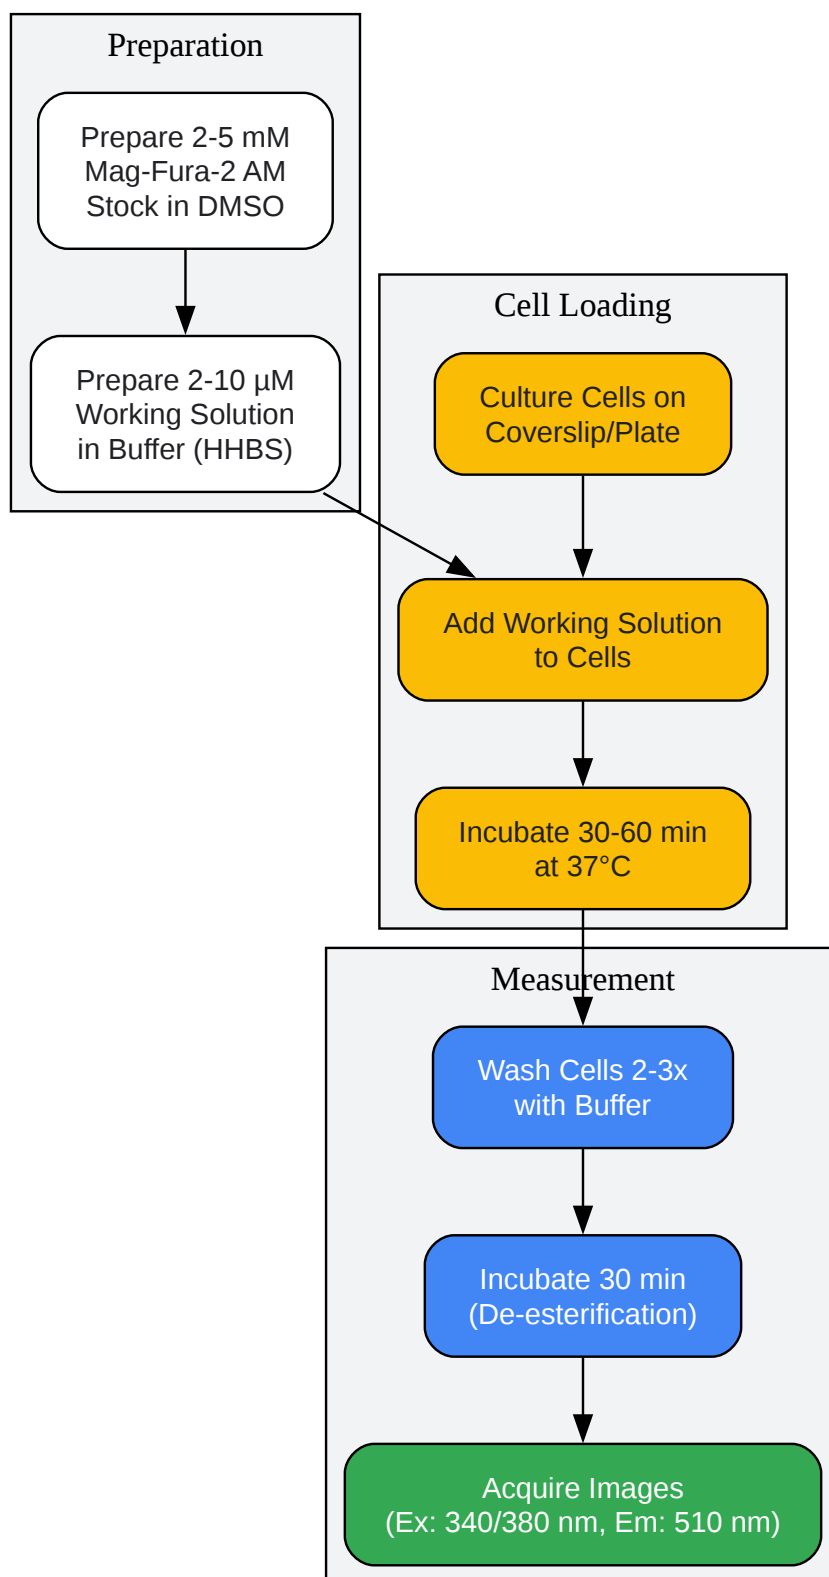 Preparation
Prepare 2-5 mM
Mag-Fura-2 AM
Stock in DMSO
Prepare 2-10 µM
Working Solution
in Buffer (HHBS)
Cell Loading
Culture Cells on
Coverslip/Plate
Add Working Solution
to Cells
Incubate 30-60 min
at 37°C
Measurement
Wash Cells 2-3x
with Buffer
Incubate 30 min
(De-esterification)
Acquire Images
(Ex: 340/380 nm, Em: 510 nm)